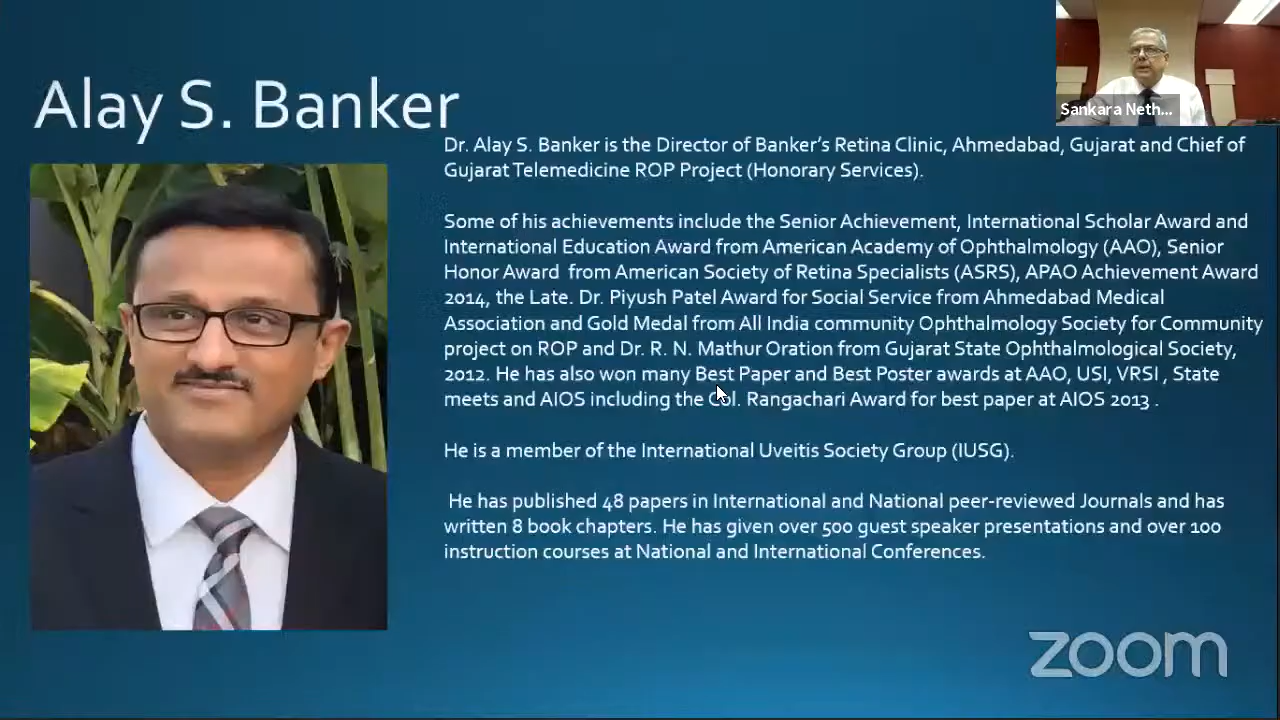 Alay S. Banker
Sankara Neth...
Dr. Alay S. Banker is the Director of Banker's Retina Clinic, Ahmedabad, Gujarat and Chief of
Gujarat Telemedicine ROP Project (Honorary Services).
Some of his achievements include the Senior Achievement, International Scholar Award and
International Education Award from American Academy of Ophthalmology (AAO), Senior
Honor Award from American Society of Retina Specialists (ASRS), APAO Achievement Award
2014, the Late. Dr. Piyush Patel Award for Social Service from Ahmedabad Medical
Association and Gold Medal from All India community Ophthalmology Society for Community
project on ROP and Dr. R. N. Mathur Oration from Gujarat State Ophthalmological Society,
2012. He has also won many Best Paper and Best Poster awards at AAO, USI, VRSI , State
meets and AIOS including the Col. Rangachari Award for best paper at AIOS 2013 .
He is a member of the International Uveitis Society Group (IUSG).
He has published 48 papers in International and National peer-reviewed Journals and has
written 8 book chapters. He has given over 500 guest speaker presentations and over 100
instruction courses at National and International Conferences.
zoom